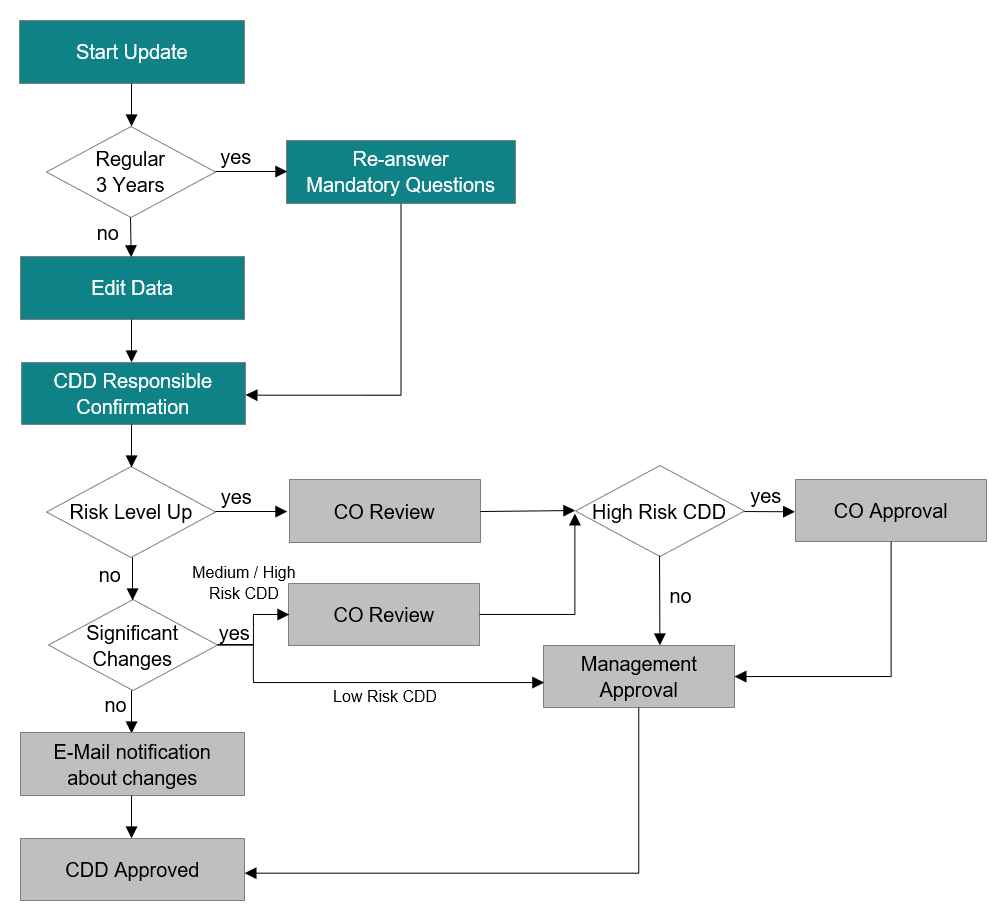 Start Update
Regular
3 Years
yes
Re-answer
Mandatory Questions
no
Edit Data
CDD Responsible
Confirmation
Risk Level Up
yes
CO Review
High Risk CDD
yes
CO Approval
no
Medium / High
Risk CDD
CO Review
no
Significant
Changes
yes
Management
Approval
Low Risk CDD
no
E-Mail notification
about changes
CDD Approved